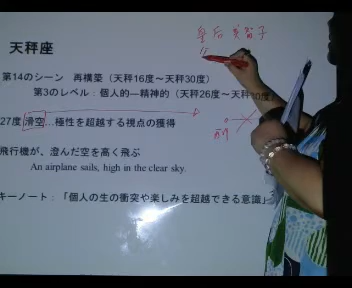 皇后 美智子
天秤座
第14のシーン 再構築（天秤16度〜天秤30度）
第3のレベル：個人的―精神的（天秤26度〜天秤30度）
27度 滑空…極性を超越する視点の獲得
飛行機が、澄んだ空を高く飛ぶ
An airplane sails, high in the clear sky.
キーノート：「個人の生の衝突や楽しみを超越できる意識」